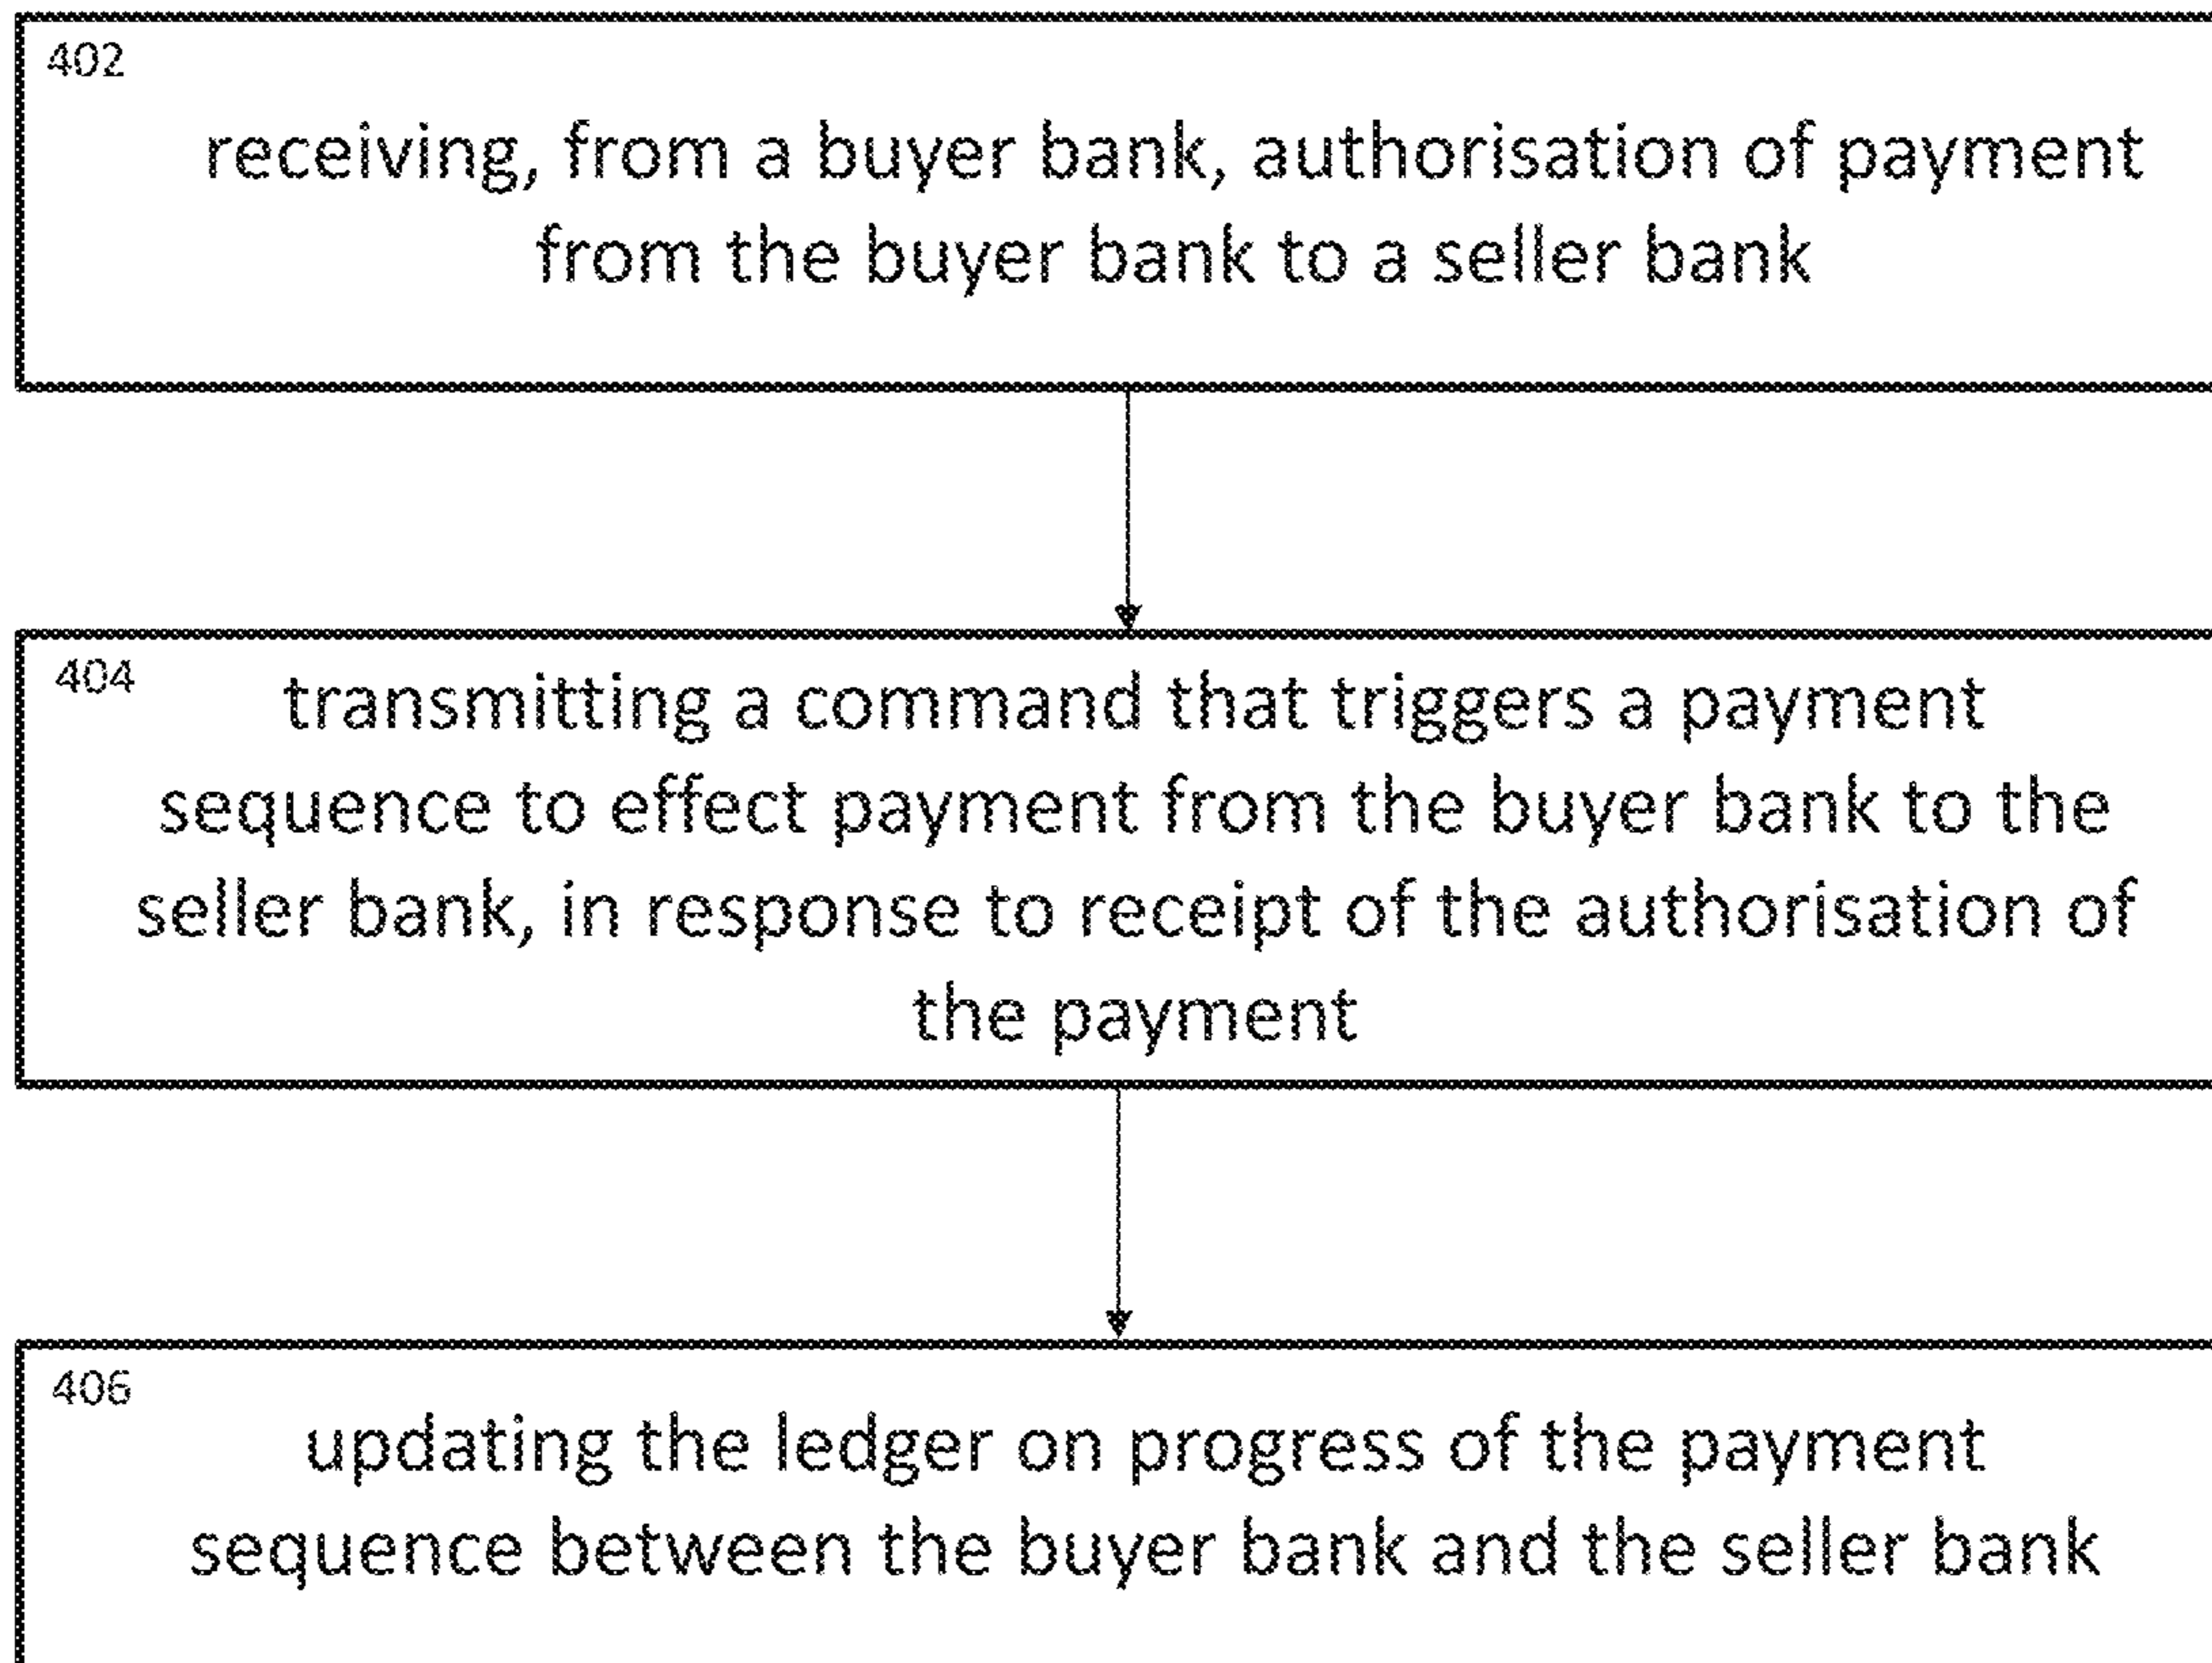 402
receiving, from a buyer bank, authorisation of payment
from the buyer bank to a seller bank
404
transmitting a command that triggers a payment
sequence to effect payment from the buyer bank to the
seller bank, in response to receipt of the authorisation of
the payment
406
updating the ledger on progress of the payment
sequence between the buyer bank and the seller bank